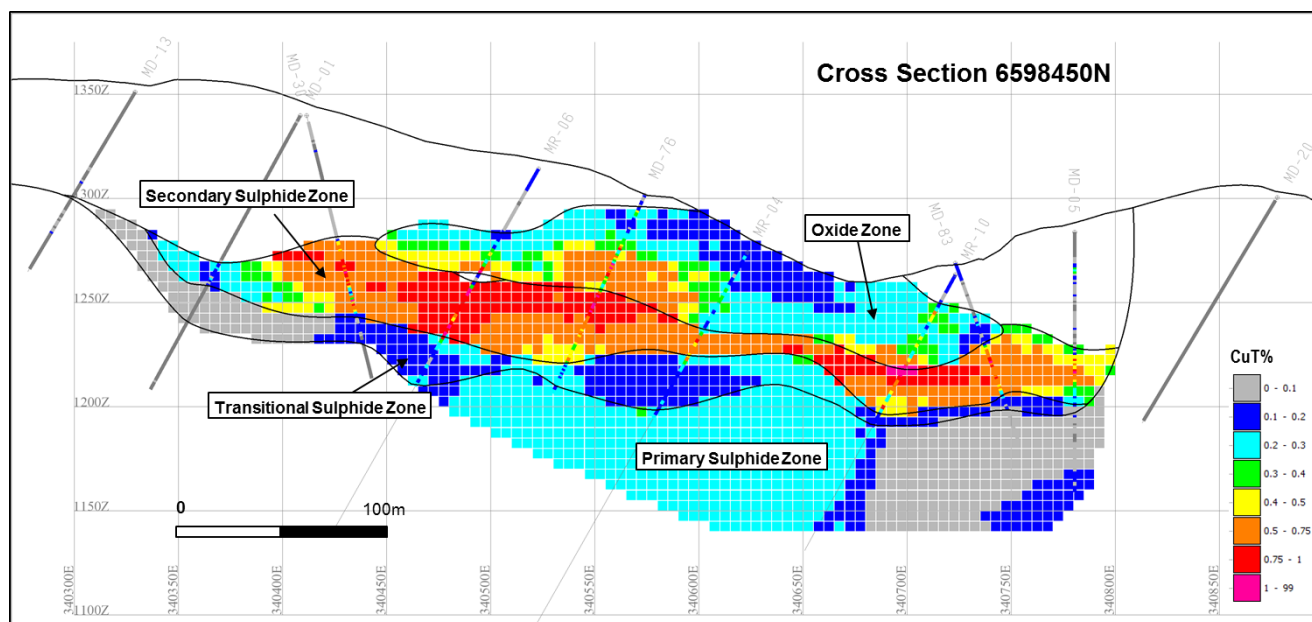 Cross Section 6598450N
MD-13
MD-30
MD-01
MR-06
MD-76
MR-04
MD-83
MR-10
MD-05
MD-20
1350Z
1300Z
1250Z
1200Z
1150Z
1100Z
Secondary Sulphide Zone
Oxide Zone
Transitional Sulphide Zone
Primary Sulphide Zone
0 100m
340300E
340350E
340400E
340450E
340500E
340550E
340600E
340650E
340700E
340750E
340800E
340850E
CuT%
0 - 0.1
0.1 - 0.2
0.2 - 0.3
0.3 - 0.4
0.4 - 0.5
0.5 - 0.75
0.75 - 1
1 - 99